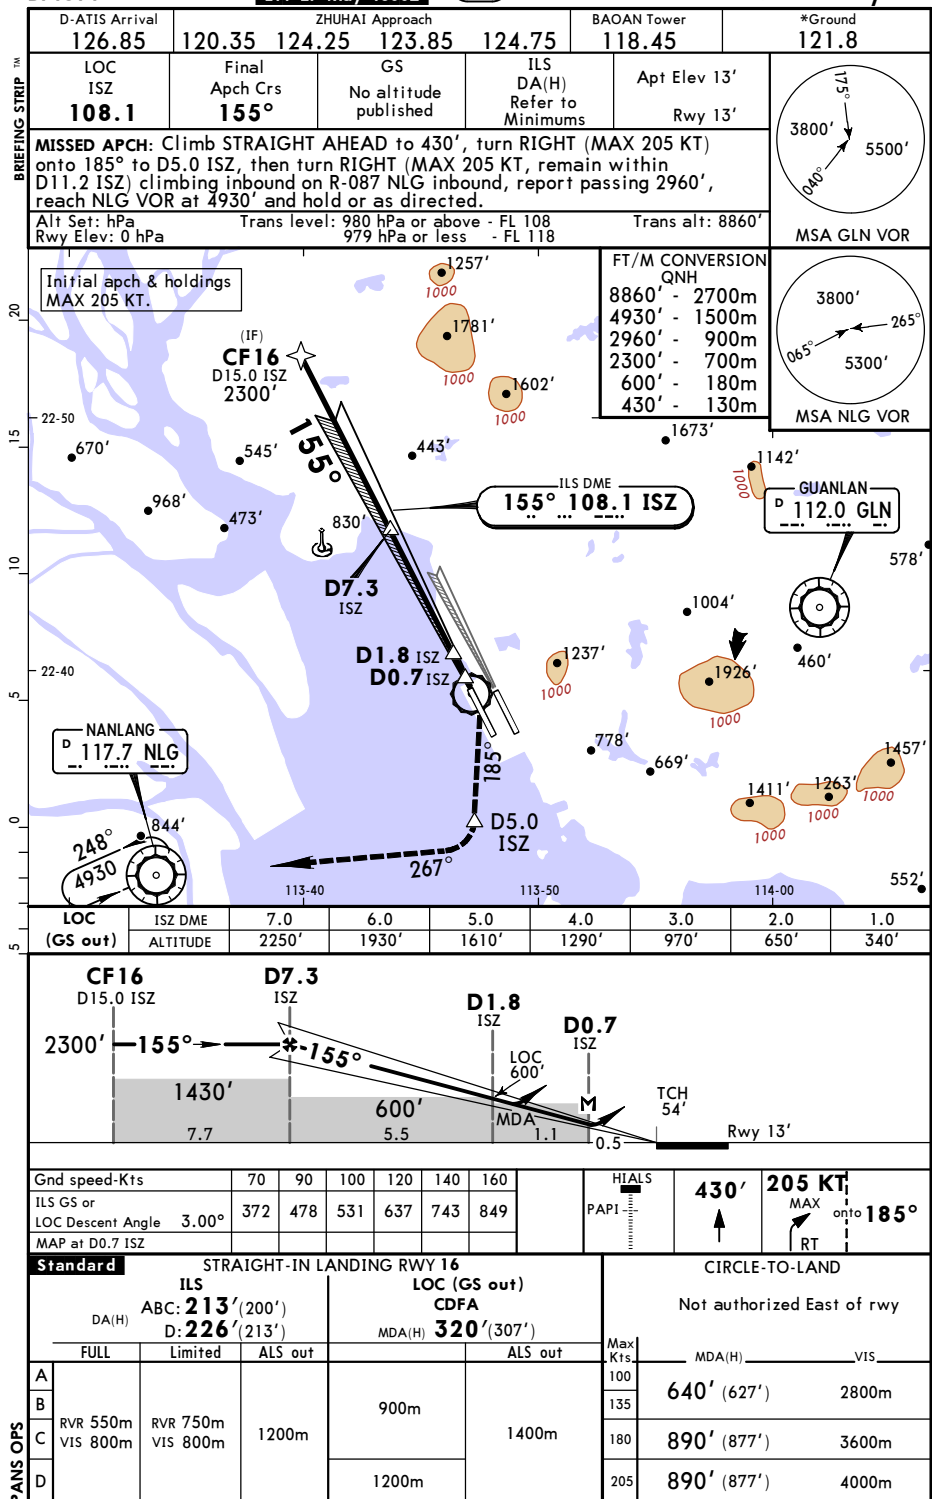 D-ATIS Arrival ZHUHAI Approach BAOAN Tower *Ground
126.85 120.35 124.25 123.85 124.75 118.45 121.8
BRIEFING STRIP TM
LOC
ISZ
108.1
Final
Apch Crs
155°
GS
No altitude
published
ILS
DA(H)
Refer to
Minimums
Apt Elev 13'
Rwy 13'
MISSED APCH: Climb STRAIGHT AHEAD to 430', turn RIGHT (MAX 205 KT)
onto 185° to D5.0 ISZ, then turn RIGHT (MAX 205 KT, remain within
D11.2 ISZ) climbing inbound on R-087 NLG inbound, report passing 2960',
reach NLG VOR at 4930' and hold or as directed.
Alt Set: hPa Trans level: 980 hPa or above - FL 108 Trans alt: 8860'
Rwy Elev: 0 hPa 979 hPa or less - FL 118
175°
3800'
5500'
040°
MSA GLN VOR
3800'
265°
065°
5300'
MSA NLG VOR
Initial apch & holdings
MAX 205 KT.
FT/M CONVERSION
QNH
8860' - 2700m
4930' - 1500m
2960' - 900m
2300' - 700m
600' - 180m
430' - 130m
1257'
1000
1781'
1000
1602'
1000
(IF)
CF16
D15.0 ISZ
2300'
20
22-50
15
155°
670'
545'
443'
1673'
1142'
1000
968'
473'
830'
ILS DME
155° 108.1 ISZ
GUANLAN
D 112.0 GLN
578'
10
D7.3
ISZ
1004'
460'
D1.8 ISZ
D0.7 ISZ
22-40
1237'
1000
1926'
1000
5
NANLANG
D 117.7 NLG
185°
778'
669'
1457'
1000
1411'
1000
1263'
1000
0
844'
D5.0
ISZ
248°
4930
267°
552'
113-40 113-50 114-00
5
LOC
(GS out)
ISZ DME 7.0 6.0 5.0 4.0 3.0 2.0 1.0
ALTITUDE 2250' 1930' 1610' 1290' 970' 650' 340'
CF16
D15.0 ISZ
D7.3
ISZ
D1.8
ISZ
D0.7
ISZ
2300' 155°
155°
LOC
600'
1430'
600'
MDA
M
TCH
54'
7.7 5.5 1.1 0.5
Rwy 13'
Gnd speed-Kts 70 90 100 120 140 160
ILS GS or
LOC Descent Angle 3.00° 372 478 531 637 743 849
MAP at D0.7 ISZ
HIALS
PAPI
430'
205 KT
MAX
RT
onto 185°
Standard STRAIGHT-IN LANDING RWY 16 CIRCLE-TO-LAND
ILS
DA(H)
ABC: 213'(200')
D: 226'(213')
LOC (GS out)
CDFA
MDA(H) 320'(307')
Not authorized East of rwy
FULL Limited ALS out ALS out
Max
Kts MDA(H) VIS
A
B
C
D
RVR 550m
VIS 800m
RVR 750m
VIS 800m
1200m
900m
1200m
1400m
100
135
640' (627') 2800m
180 890' (877') 3600m
205 890' (877') 4000m
PANS OPS